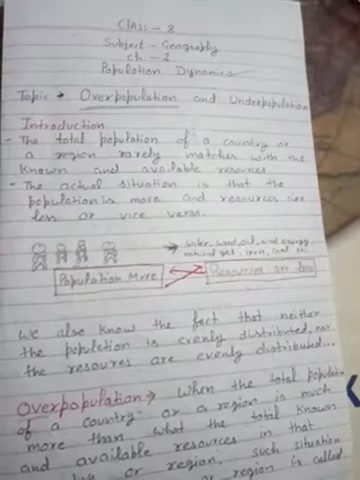 Class - 8
Subject - Geography
Ch - 2
Population Dynamics
Topic → Overpopulation and Underpopulation
Introduction
- The total population of a country or
a region rarely matches with the
known and available resources
- The actual situation is that the
population is more and resources are
less or vice versa.
→ water, land, oil, wind energy,
natural gas, iron, coal etc
Population More
Resources are less
We also know the fact that neither
the popultion is evenly distributed, nor
the resoures are evenly distributed...
Overpopulation → When the total population
of a country or a region is much
more than what the total known
and available resources in that
or region, such situation
or region is called